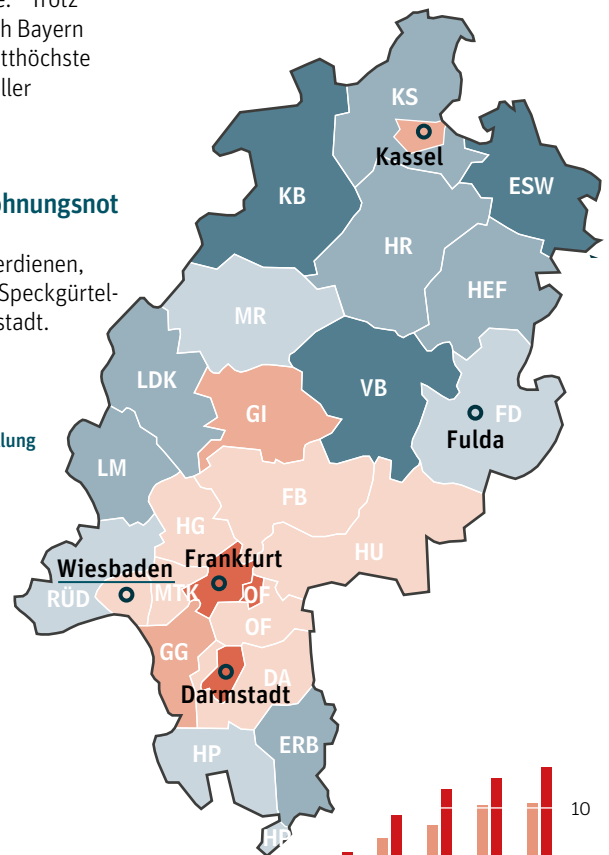 e. Trotz
h Bayern
tthöchste
ller
ohnungsnot
erdienen,
Speckgürtel-
stadt.
lung
KS
Kassel
KB
ESW
HR
HEF
MR
LDK
VB
GI
FD
Fulda
LM
FB
HG
HU
Frankfurt
Wiesbaden
RÜD
MTK
OF
OF
GG
DA
Darmstadt
ERB
HP
HP
10